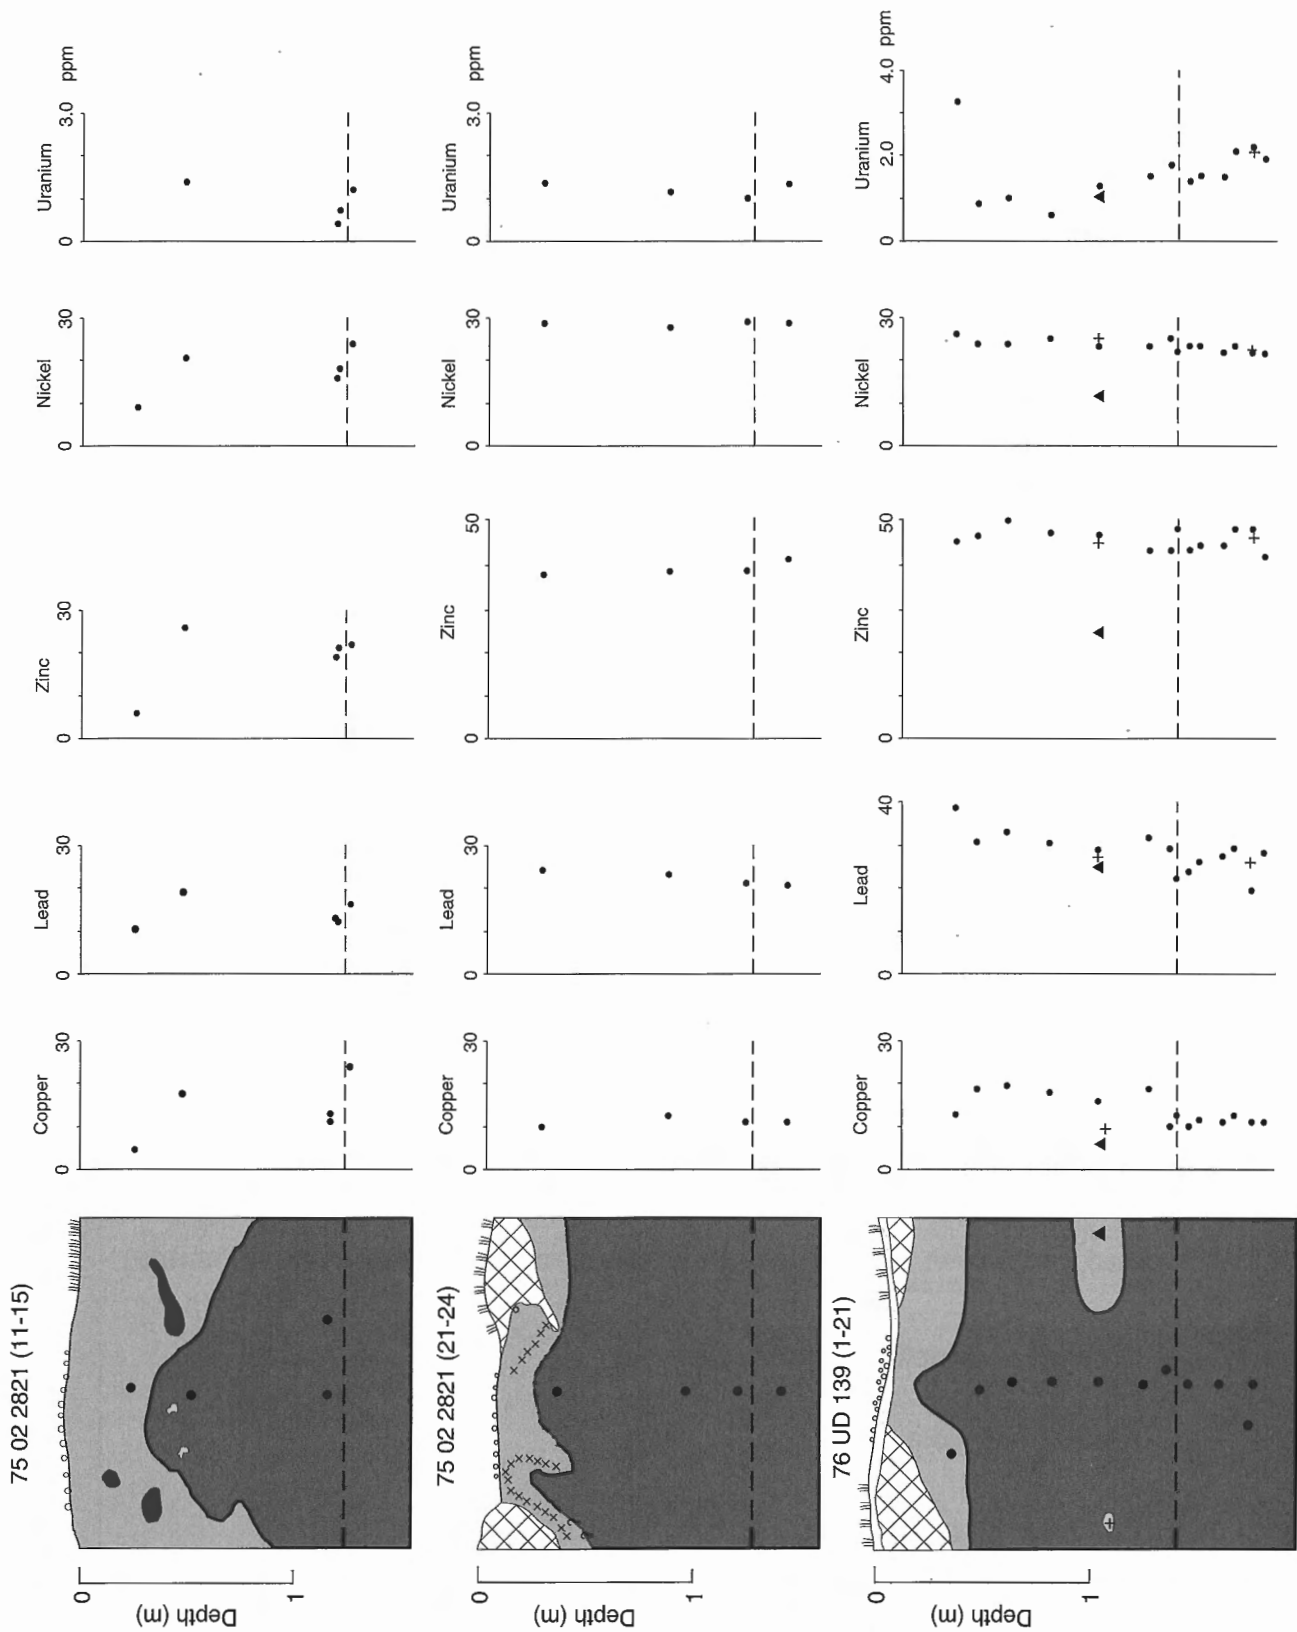 75 02 2821 (11-15)
Depth (m)
0
1
Copper
0
30
Lead
0
30
Zinc
0
30
Nickel
0
30
Uranium
0
3.0
ppm
75 02 2821 (21-24)
Depth (m)
0
1
Copper
0
30
Lead
0
30
Zinc
0
50
Nickel
0
30
Uranium
0
3.0
ppm
76 UD 139 (1-21)
Depth (m)
0
1
Copper
0
30
Lead
0
40
Zinc
0
50
Nickel
0
30
Uranium
0
2.0
4.0
ppm